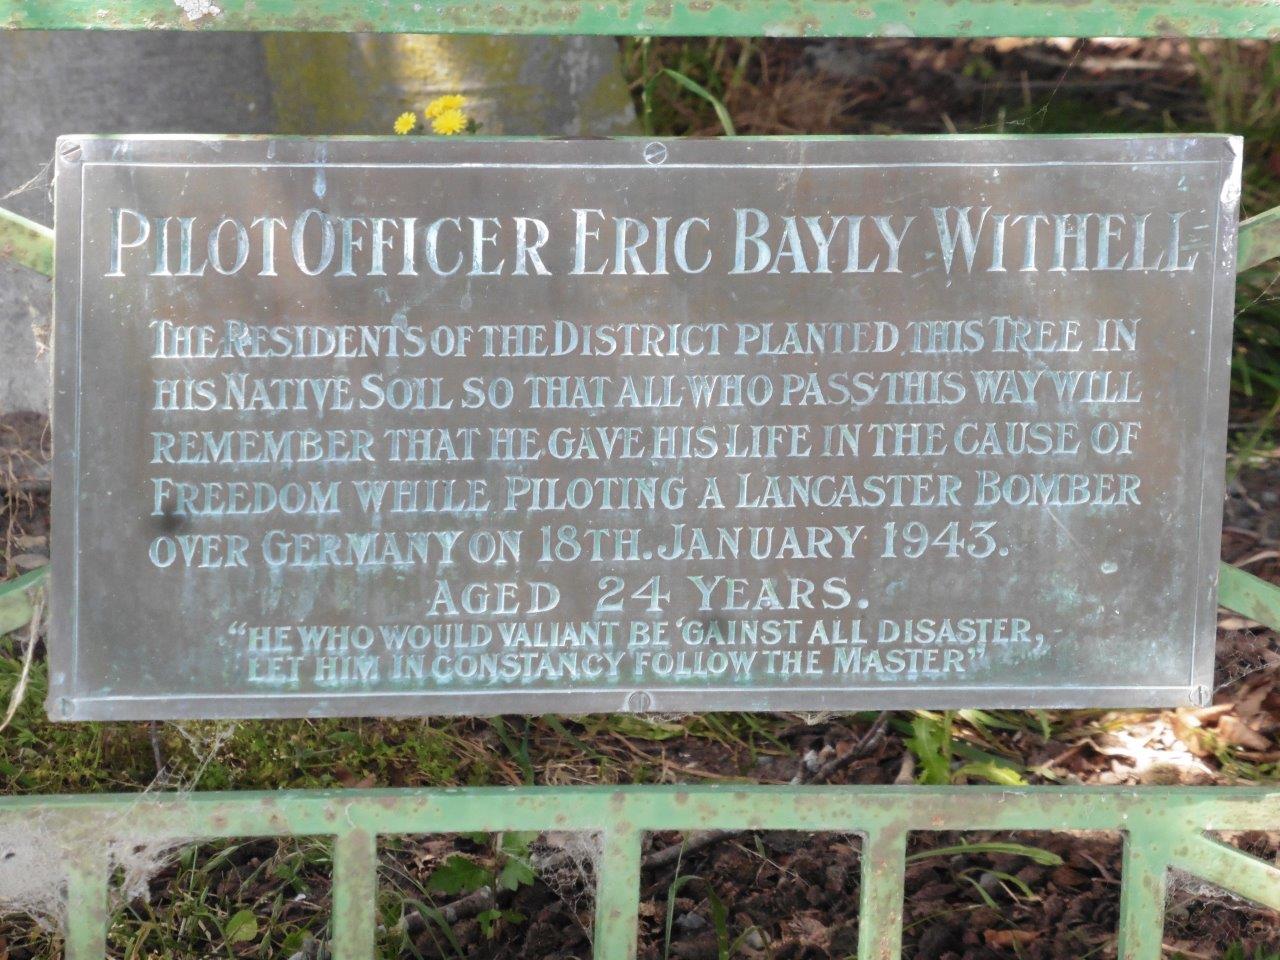 PILOT OFFICER ERIC BAYLY WITHELL
THE RESIDENTS OF THE DISTRICT PLANTED THIS TREE IN
HIS NATIVE SOIL SO THAT ALL WHO PASS THIS WAY WILL
REMEMBER THAT HE GAVE HIS LIFE IN THE CAUSE OF
FREEDOM WHILE PILOTING A LANCASTER BOMBER
OVER GERMANY ON 18TH. JANUARY 1943.
AGED 24 YEARS.
"HE WHO WOULD VALIANT BE 'GAINST ALL DISASTER,
LET HIM IN CONSTANCY FOLLOW THE MASTER"